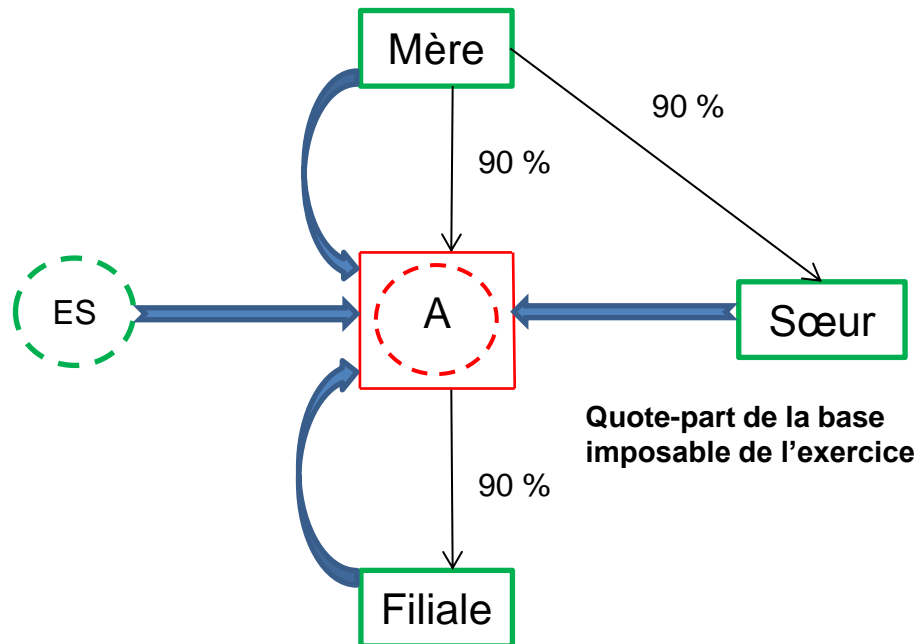 Mère
90 %
90 %
ES
A
Sœur
Quote-part de la base
imposable de l’exercice
90 %
Filiale